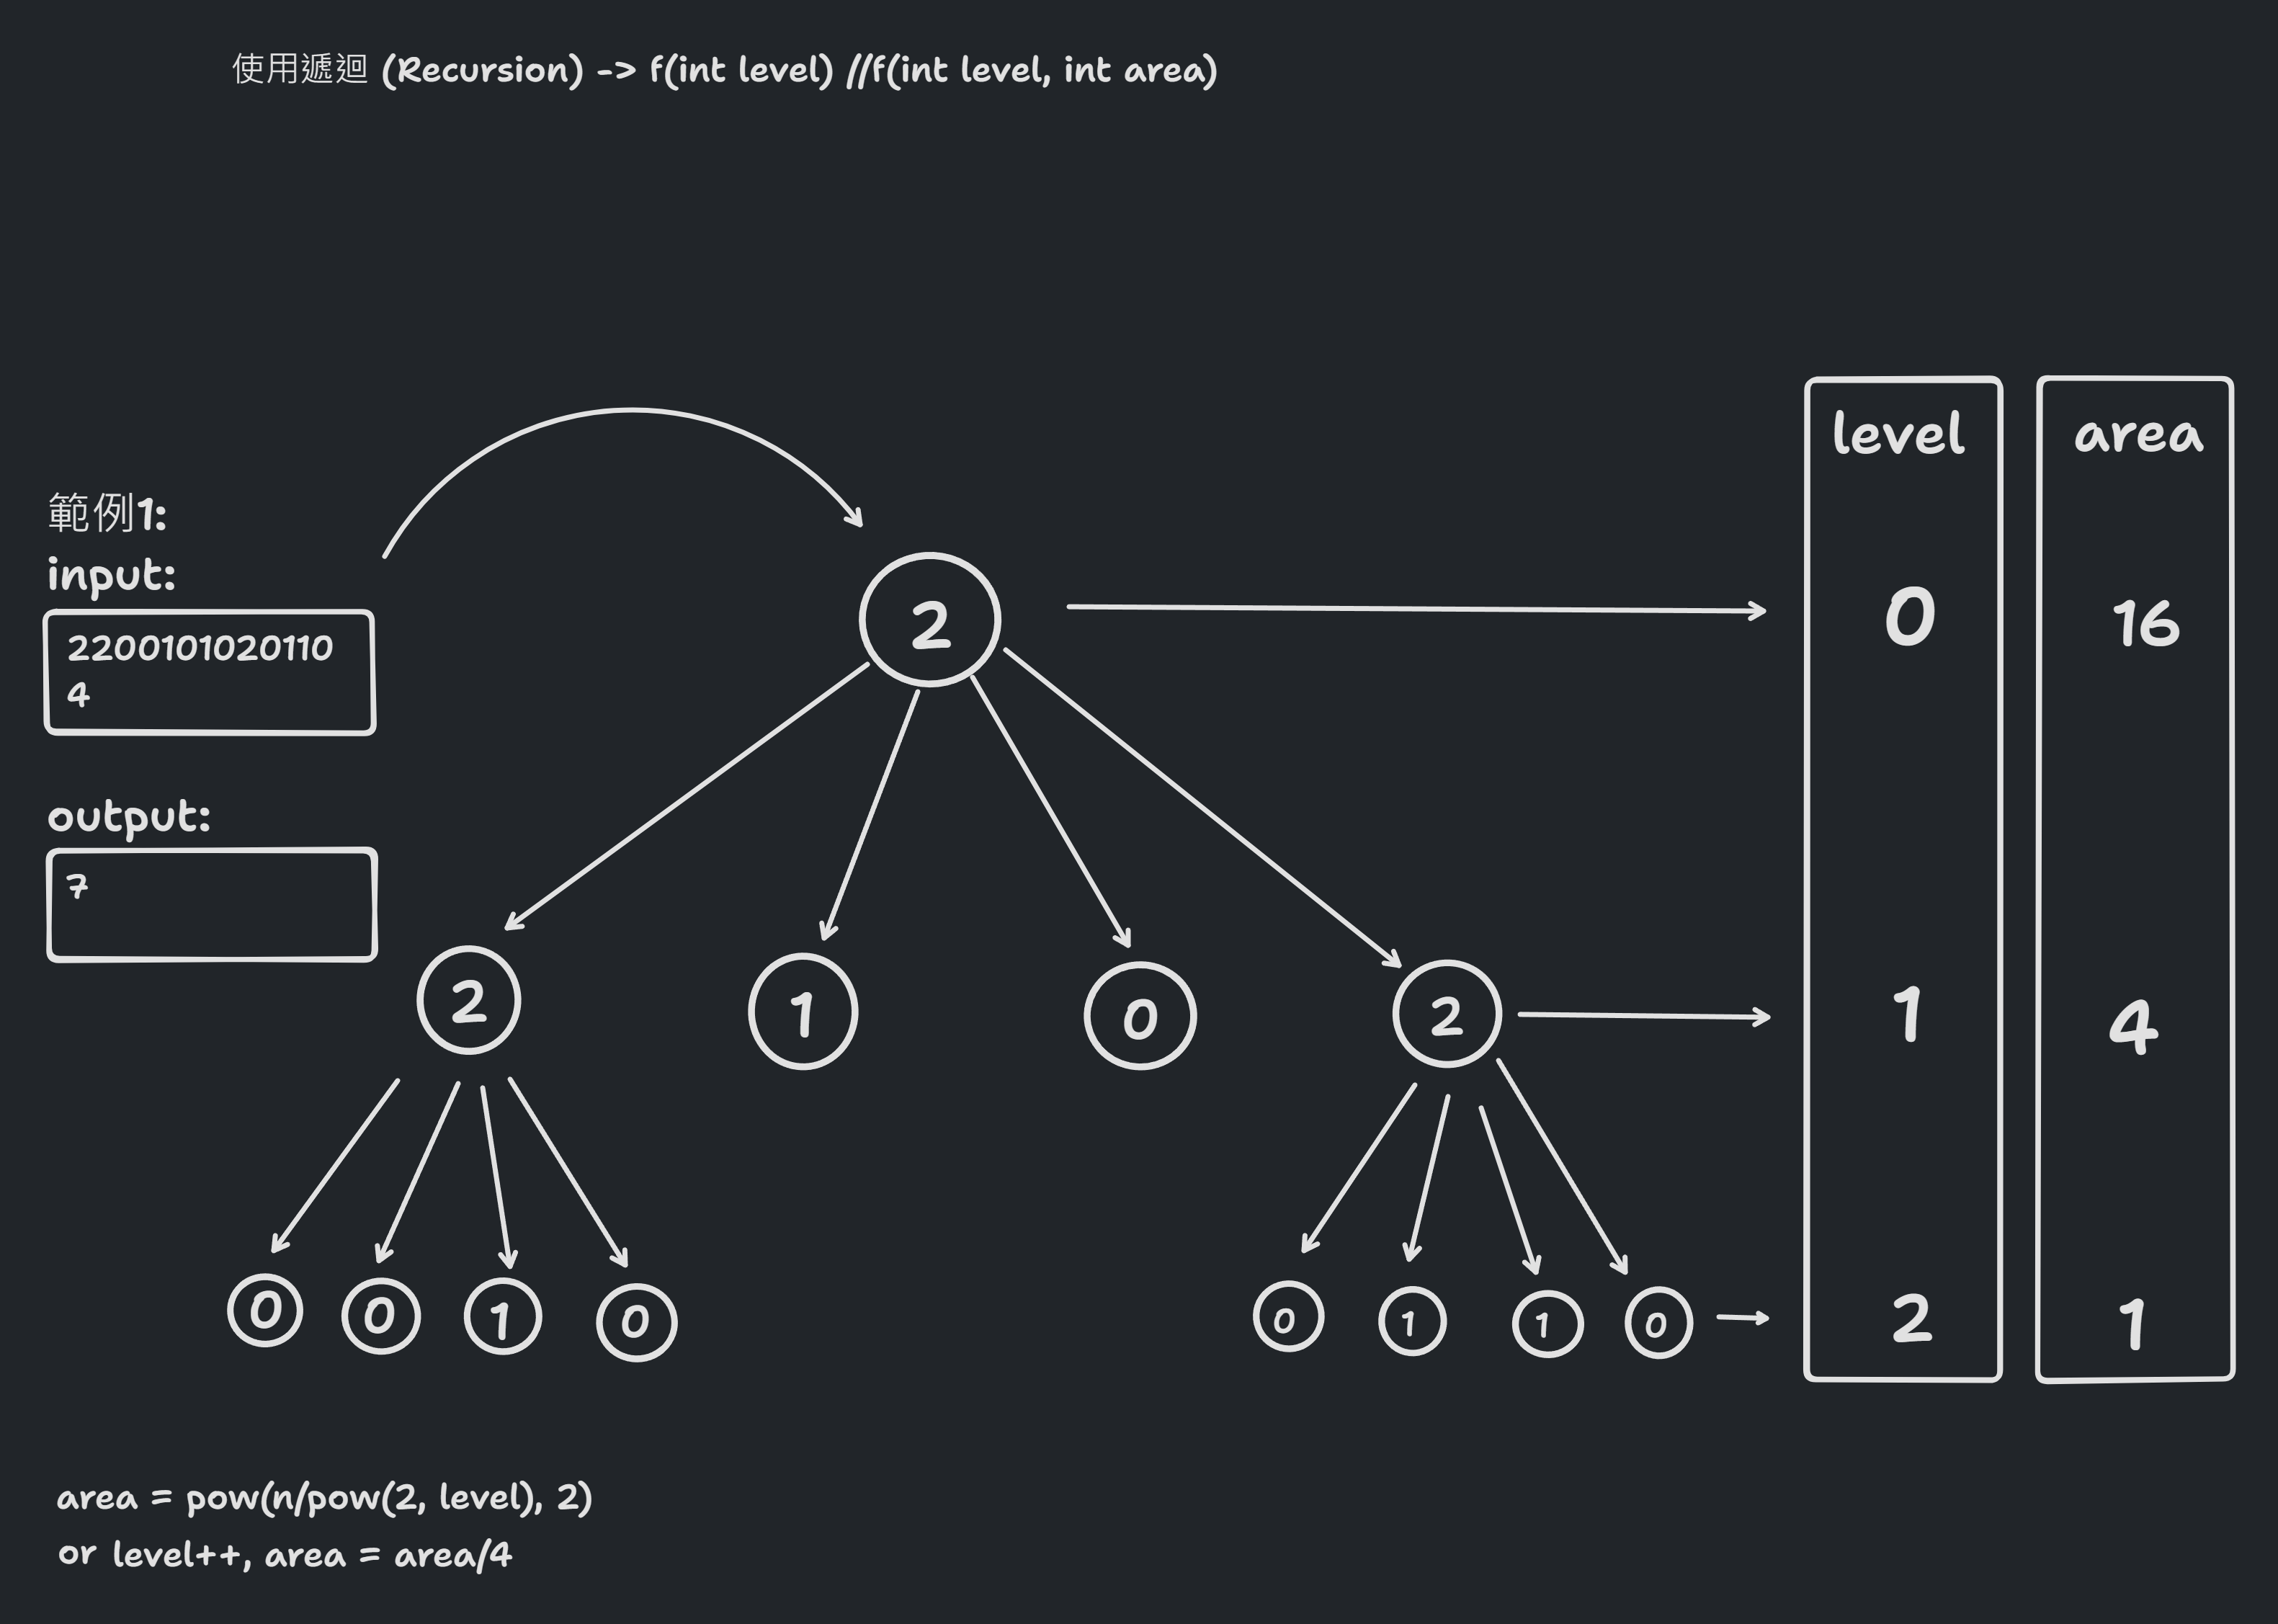 使用遞迴 (Recursion) -> f(int level) //f(int level, int area)
level
area
範例1:
input:
2200101020110
4
output:
7
2
0
16
2
1
0
2
1
4
0
0
1
0
0
1
1
0
2
1
area = pow(n/pow(2, level), 2)
or level++, area = area/4